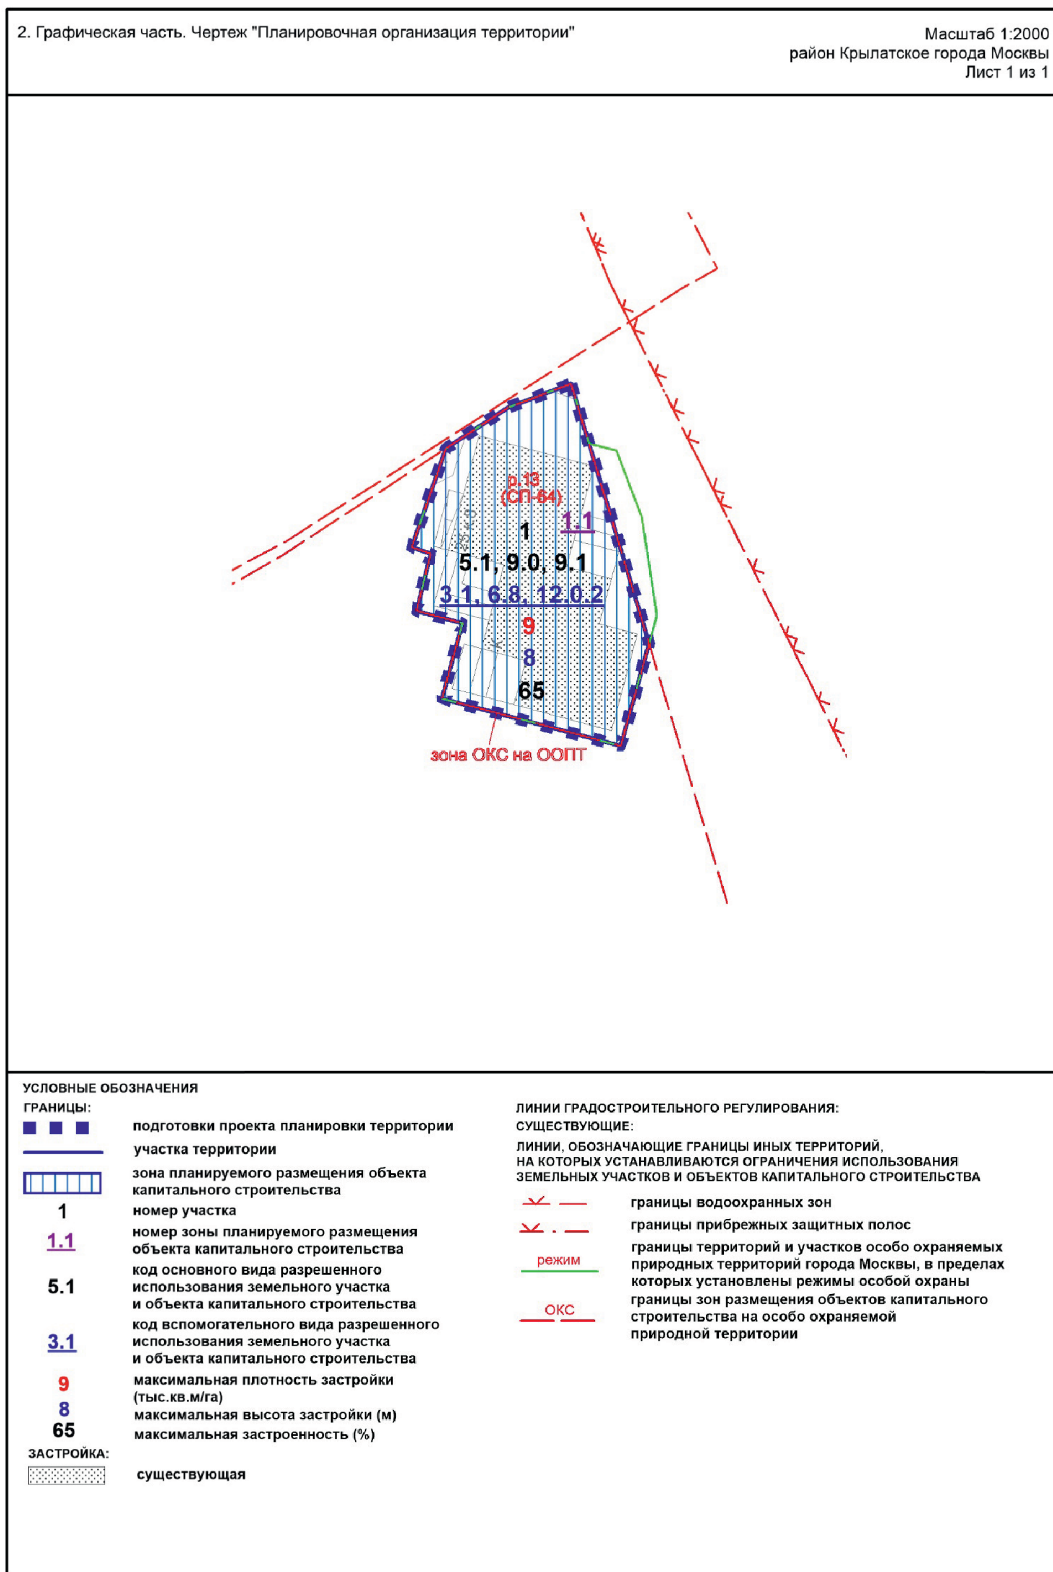 2. Графическая часть. Чертеж "Планировочная организация территории"
Масштаб 1:2000
район Крылатское города Москвы
Лист 1 из 1
р.13
(СП-64)
1.1
1
5.1, 9.0, 9.1
3.1, 6.8, 12.0.2
9
8
65
зона ОКС на ООПТ
УСЛОВНЫЕ ОБОЗНАЧЕНИЯ
ГРАНИЦЫ:
подготовки проекта планировки территории
участка территории
зона планируемого размещения объекта
капитального строительства
1 номер участка
1.1 номер зоны планируемого размещения
объекта капитального строительства
5.1 код основного вида разрешенного
использования земельного участка
и объекта капитального строительства
3.1 код вспомогательного вида разрешенного
использования земельного участка
и объекта капитального строительства
9 максимальная плотность застройки
(тыс.кв.м/га)
8 максимальная высота застройки (м)
65 максимальная застроенность (%)
ЗАСТРОЙКА:
существующая
ЛИНИИ ГРАДОСТРОИТЕЛЬНОГО РЕГУЛИРОВАНИЯ:
СУЩЕСТВУЮЩИЕ:
ЛИНИИ, ОБОЗНАЧАЮЩИЕ ГРАНИЦЫ ИНЫХ ТЕРРИТОРИЙ,
НА КОТОРЫХ УСТАНАВЛИВАЮТСЯ ОГРАНИЧЕНИЯ ИСПОЛЬЗОВАНИЯ
ЗЕМЕЛЬНЫХ УЧАСТКОВ И ОБЪЕКТОВ КАПИТАЛЬНОГО СТРОИТЕЛЬСТВА
границы водоохранных зон
границы прибрежных защитных полос
режим границы территорий и участков особо охраняемых
природных территорий города Москвы, в пределах
которых установлены режимы особой охраны
ОКС границы зон размещения объектов капитального
строительства на особо охраняемой
природной территории